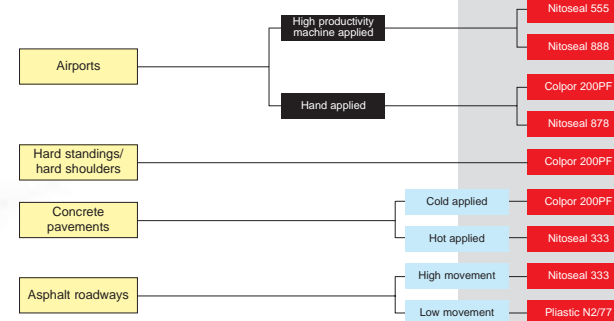 Nitoseal 555
High productivity
machine applied
Nitoseal 888
Airports
Colpor 200PF
Hand applied
Nitoseal 878
Hard standings/
hard shoulders
Colpor 200PF
Concrete
pavements
Cold applied
Colpor 200PF
Hot applied
Nitoseal 333
High movement
Nitoseal 333
Asphalt roadways
Low movement
Pliastic N2/77